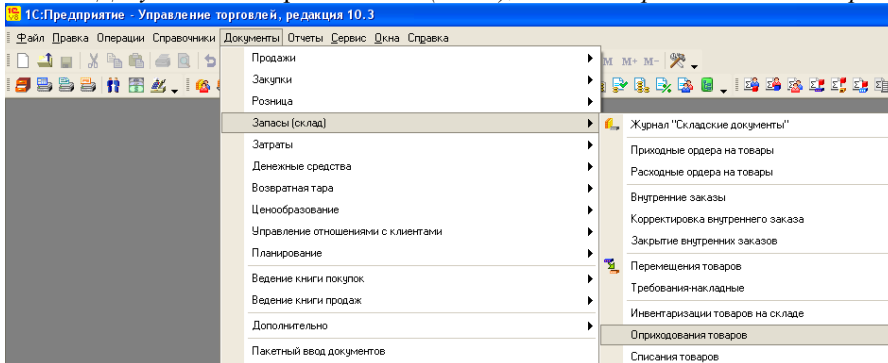 1С:Предприятие - Управление торговлей, редакция 10.3
Файл Правка Операции Справочники Документы Отчеты Сервис Окна Справка
M M+ M-
Продажи
Закупки
Розница
Запасы (склад)
Затраты
Денежные средства
Возвратная тара
Ценообразование
Управление отношениями с клиентами
Планирование
Ведение книги покупок
Ведение книги продаж
Дополнительно
Пакетный ввод документов
Журнал "Складские документы"
Приходные ордера на товары
Расходные ордера на товары
Внутренние заказы
Корректировка внутреннего заказа
Закрытие внутренних заказов
Перемещения товаров
Требования-накладные
Инвентаризации товаров на складе
Оприходования товаров
Списания товаров